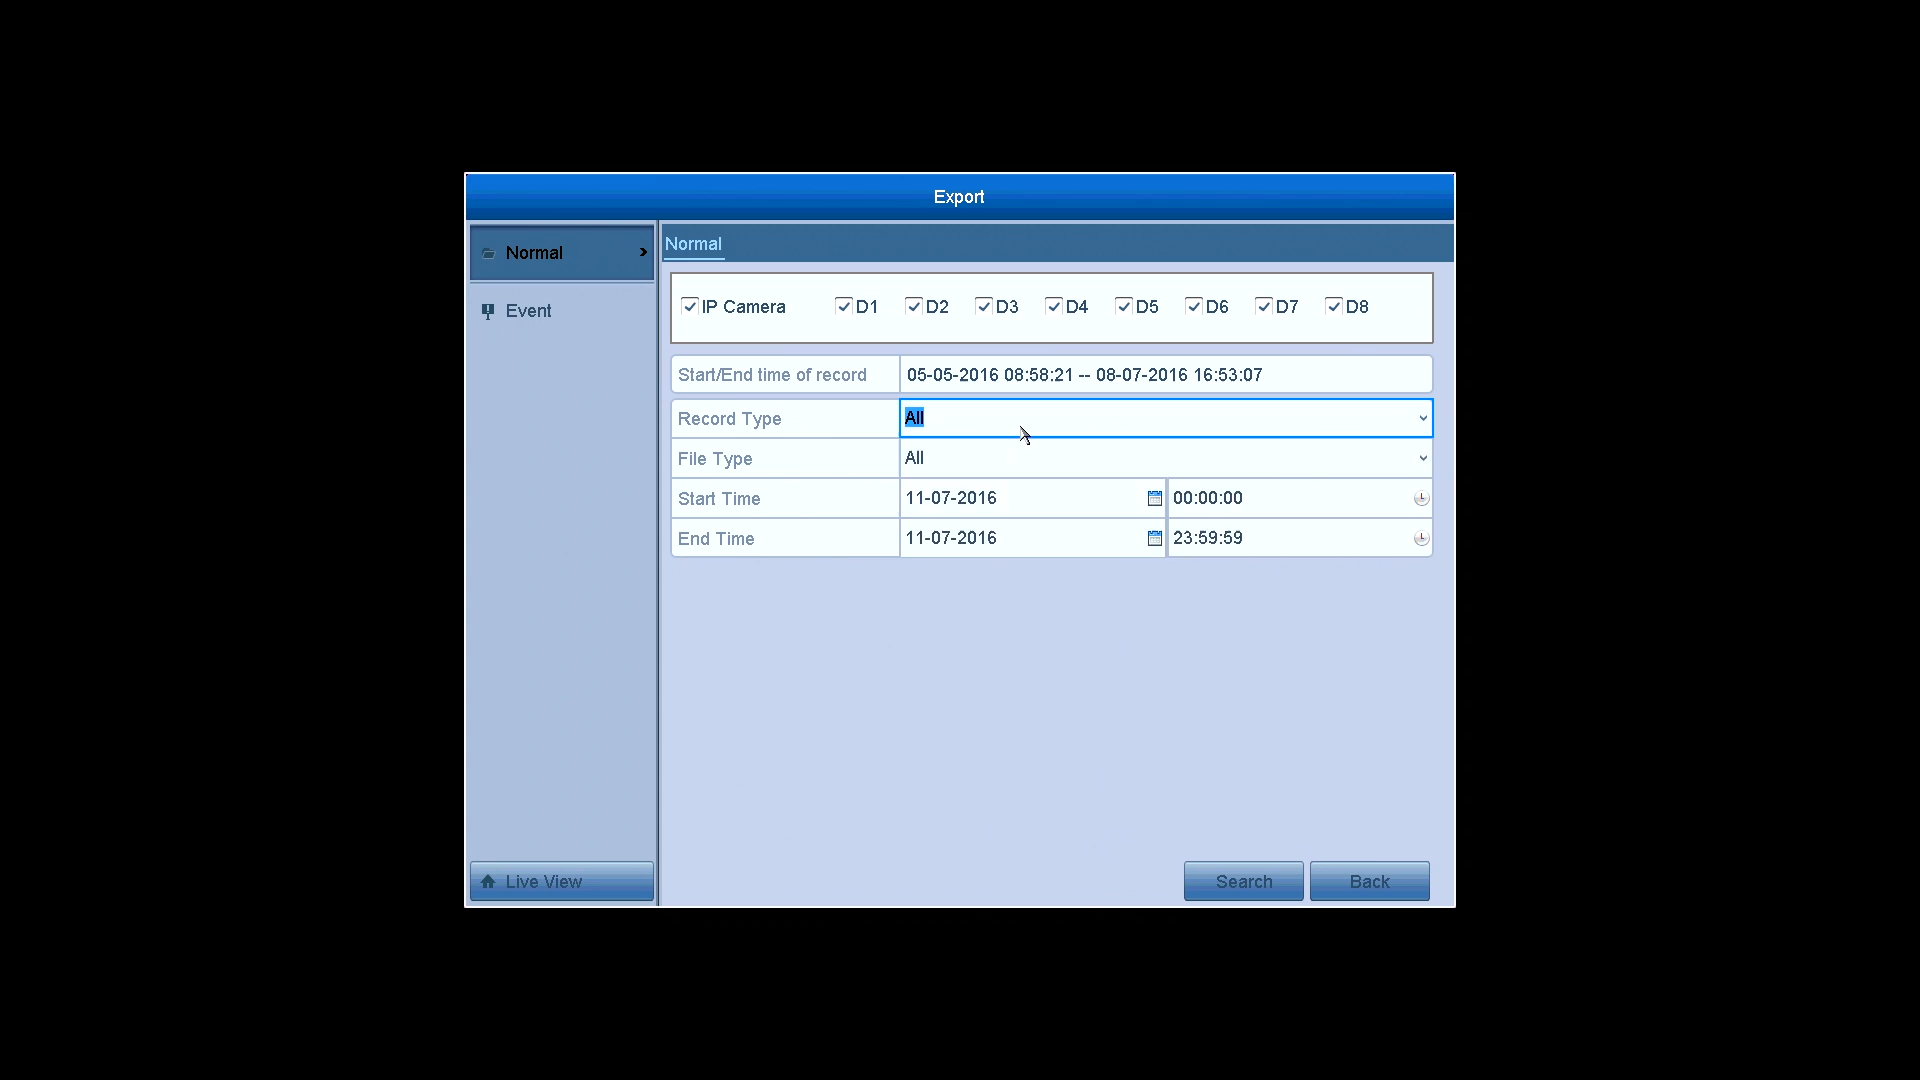 Export
Normal
Event
Normal
IP Camera D1 D2 D3 D4 D5 D6 D7 D8
Start/End time of record 05-05-2016 08:58:21 -- 08-07-2016 16:53:07
Record Type All
File Type All
Start Time 11-07-2016 00:00:00
End Time 11-07-2016 23:59:59
Live View Search Back